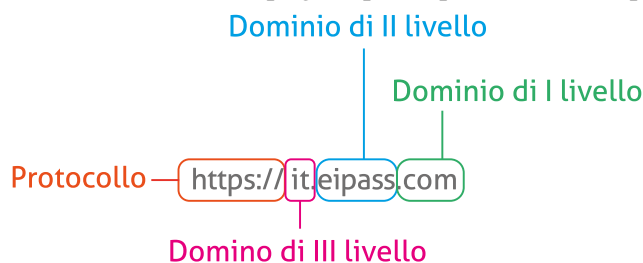 Dominio di II livello
Dominio di I livello
Protocollo
https://it.eipass.com
Domino di III livello